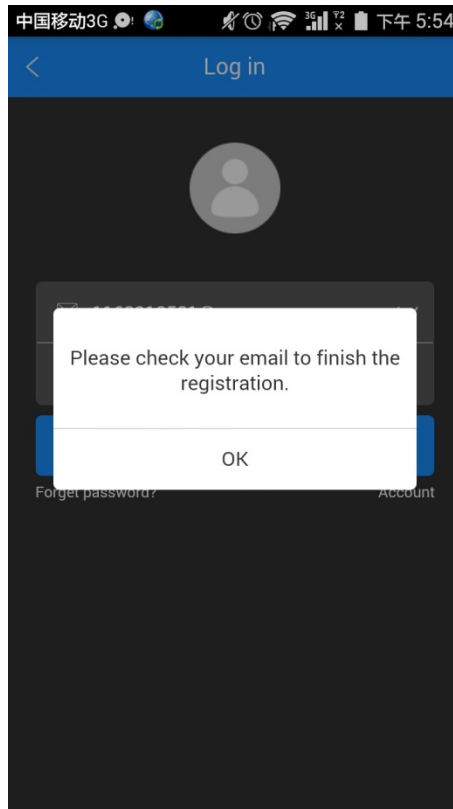 中国移动3G
下午 5:54
Log in
Please check your email to finish the
registration.
OK
Forget password?
Account